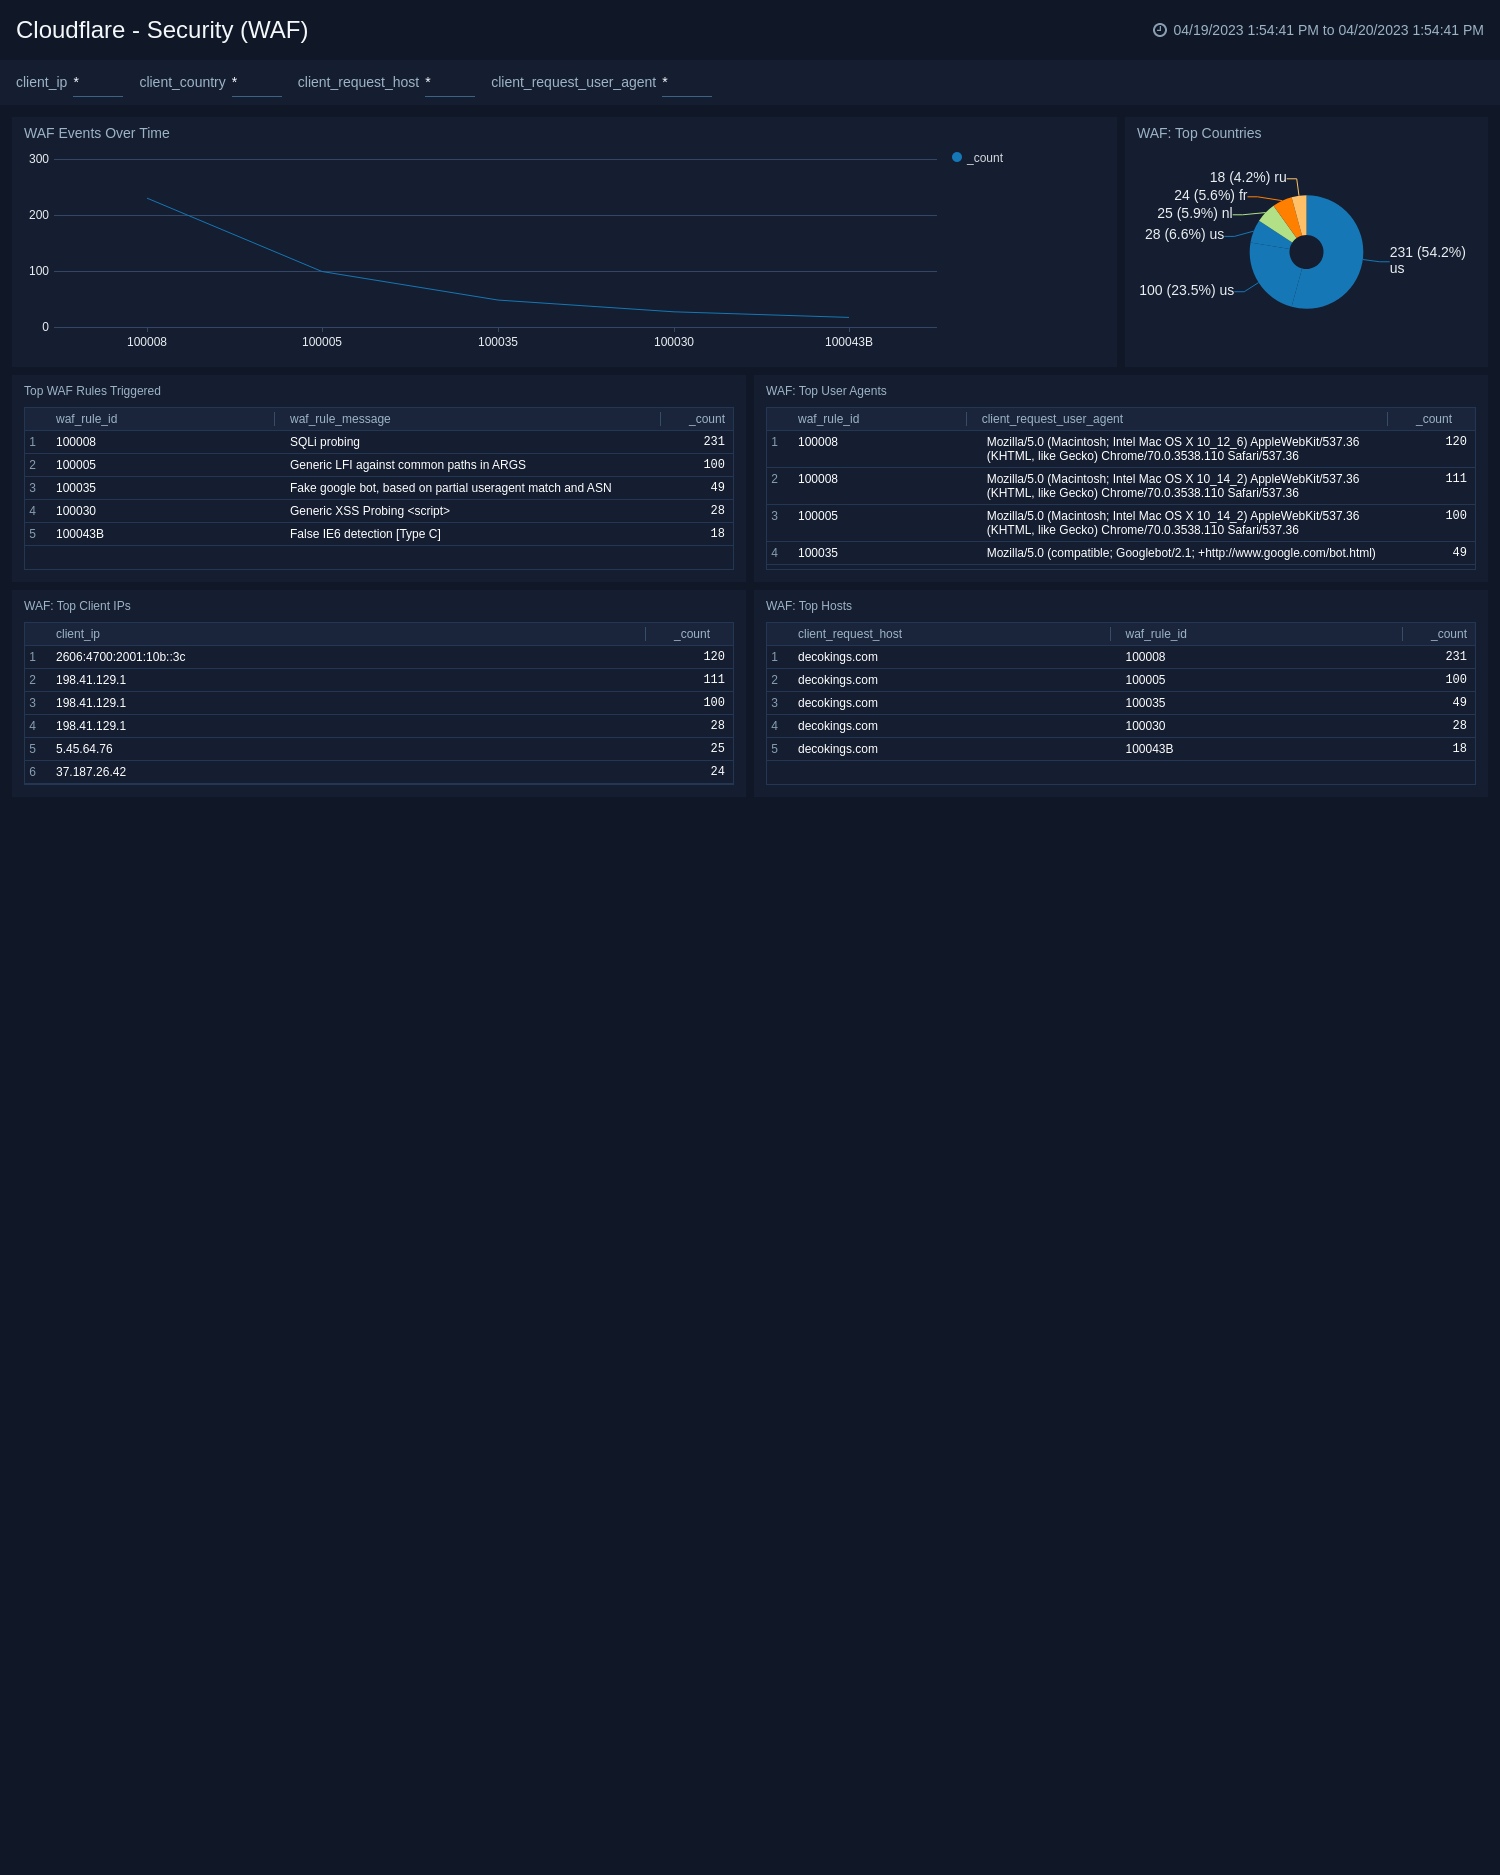 Cloudflare - Security (WAF)
04/19/2023 1:54:41 PM to 04/20/2023 1:54:41 PM
client_ip * client_country * client_request_host * client_request_user_agent *
WAF Events Over Time
300
200
100
0
100008 100005 100035 100030 100043B
_count
WAF: Top Countries
18 (4.2%) ru
24 (5.6%) fr
25 (5.9%) nl
28 (6.6%) us
231 (54.2%)
us
100 (23.5%) us
Top WAF Rules Triggered
waf_rule_id waf_rule_message _count
1 100008 SQLi probing 231
2 100005 Generic LFI against common paths in ARGS 100
3 100035 Fake google bot, based on partial useragent match and ASN 49
4 100030 Generic XSS Probing <script> 28
5 100043B False IE6 detection [Type C] 18
WAF: Top User Agents
waf_rule_id client_request_user_agent _count
1 100008 Mozilla/5.0 (Macintosh; Intel Mac OS X 10_12_6) AppleWebKit/537.36 120
(KHTML, like Gecko) Chrome/70.0.3538.110 Safari/537.36
2 100008 Mozilla/5.0 (Macintosh; Intel Mac OS X 10_14_2) AppleWebKit/537.36 111
(KHTML, like Gecko) Chrome/70.0.3538.110 Safari/537.36
3 100005 Mozilla/5.0 (Macintosh; Intel Mac OS X 10_14_2) AppleWebKit/537.36 100
(KHTML, like Gecko) Chrome/70.0.3538.110 Safari/537.36
4 100035 Mozilla/5.0 (compatible; Googlebot/2.1; +http://www.google.com/bot.html) 49
WAF: Top Client IPs
client_ip _count
1 2606:4700:2001:10b::3c 120
2 198.41.129.1 111
3 198.41.129.1 100
4 198.41.129.1 28
5 5.45.64.76 25
6 37.187.26.42 24
WAF: Top Hosts
client_request_host waf_rule_id _count
1 decokings.com 100008 231
2 decokings.com 100005 100
3 decokings.com 100035 49
4 decokings.com 100030 28
5 decokings.com 100043B 18